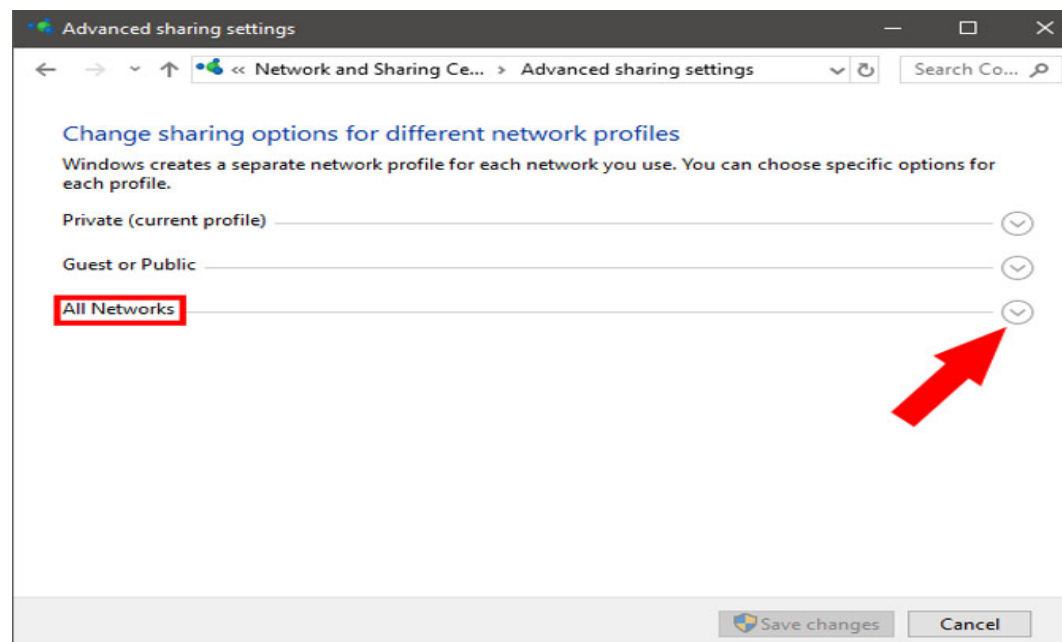 Advanced sharing settings
« Network and Sharing Ce... > Advanced sharing settings
Search Co...
Change sharing options for different network profiles
Windows creates a separate network profile for each network you use. You can choose specific options for
each profile.
Private (current profile)
Guest or Public
All Networks
Save changes
Cancel